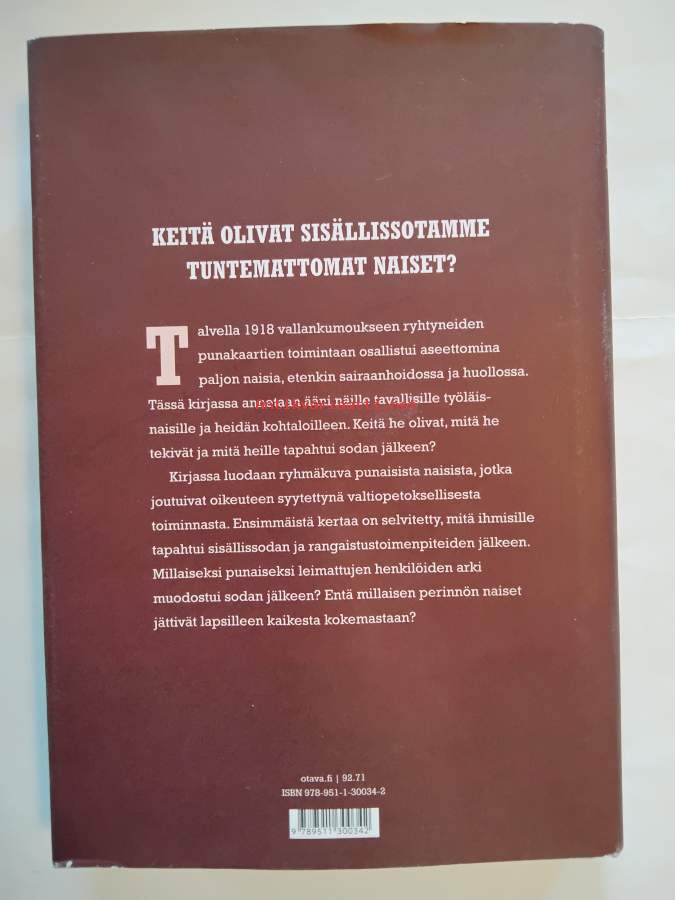 KEITÄ OLIVAT SISÄLLISSOTAMME
TUNTEMATTOMAT NAISET?
Talvella 1918 vallankumoukseen ryhtyneiden
punakaartien toimintaan osallistui aseettomina
paljon naisia, etenkin sairaanhoidossa ja huollossa.
Tässä kirjassa annetaan ääni näille tavallisille työläis-
naisille ja heidän kohtaloilleen. Keitä he olivat, mitä he
tekivät ja mitä heille tapahtui sodan jälkeen?
Kirjassa luodaan ryhmäkuva punaisista naisista, jotka
joutuivat oikeuteen syytettynä valtiopetoksellisesta
toiminnasta. Ensimmäistä kertaa on selvitetty, mitä ihmisille
tapahtui sisällissodan ja rangaistustoimenpiteiden jälkeen.
Millaiseksi punaiseksi leimattujen henkilöiden arki
muodostui sodan jälkeen? Entä millaisen perinnön naiset
jättivät lapsilleen kaikesta kokemastaan?
otava.fi | 92.71
ISBN 978-951-1-30034-2
9 789511 300342